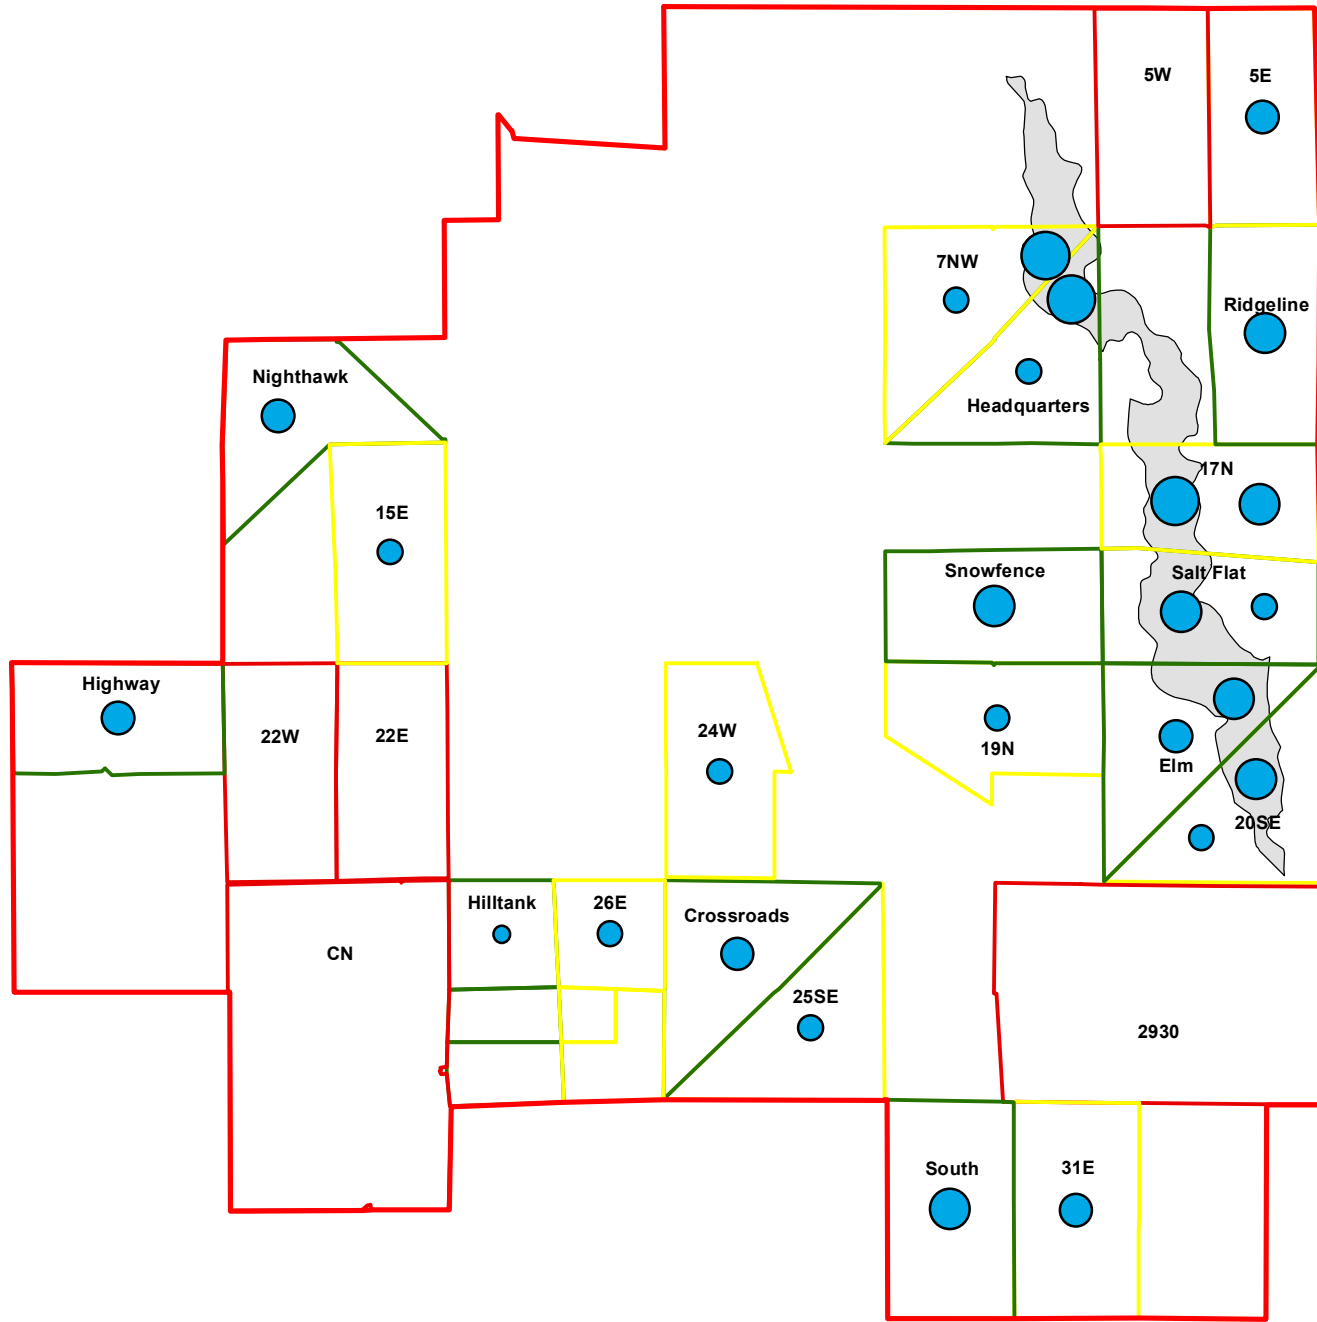 5W
5E
7NW
Ridgeline
Nighthawk
Headquarters
17N
15E
Snowfence
Salt Flat
Highway
22W
22E
24W
19N
Elm
20SE
Hilltank
26E
Crossroads
CN
25SE
2930
South
31E